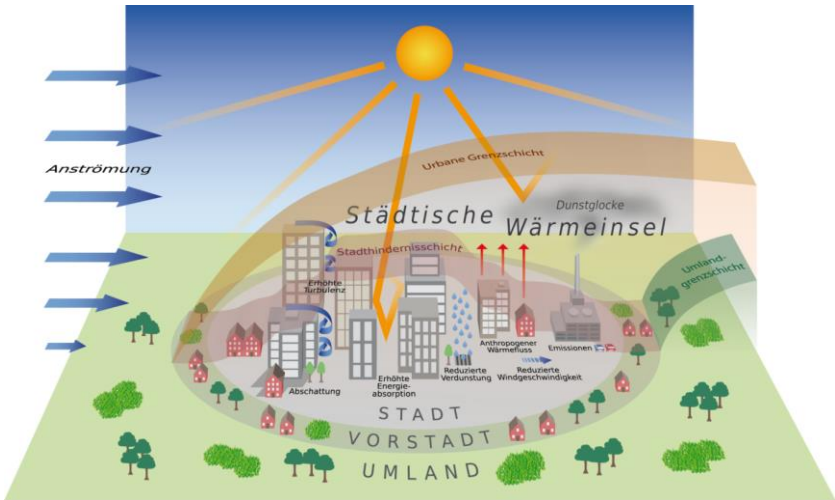 Urbane Grenzschicht
Anströmung
Dunstglocke
Städtische
Wärmeinsel
Stadthindernisschicht
Umland-
grenzschicht
Erhöhte
Turbulenz
Anthropogener
Wärmefluss
Emissionen
Reduzierte
Verdunstung
Reduzierte
Windgeschwindigkeit
Abschattung
Erhöhte
Energie-
absorption
STADT
VORSTADT
UMLAND